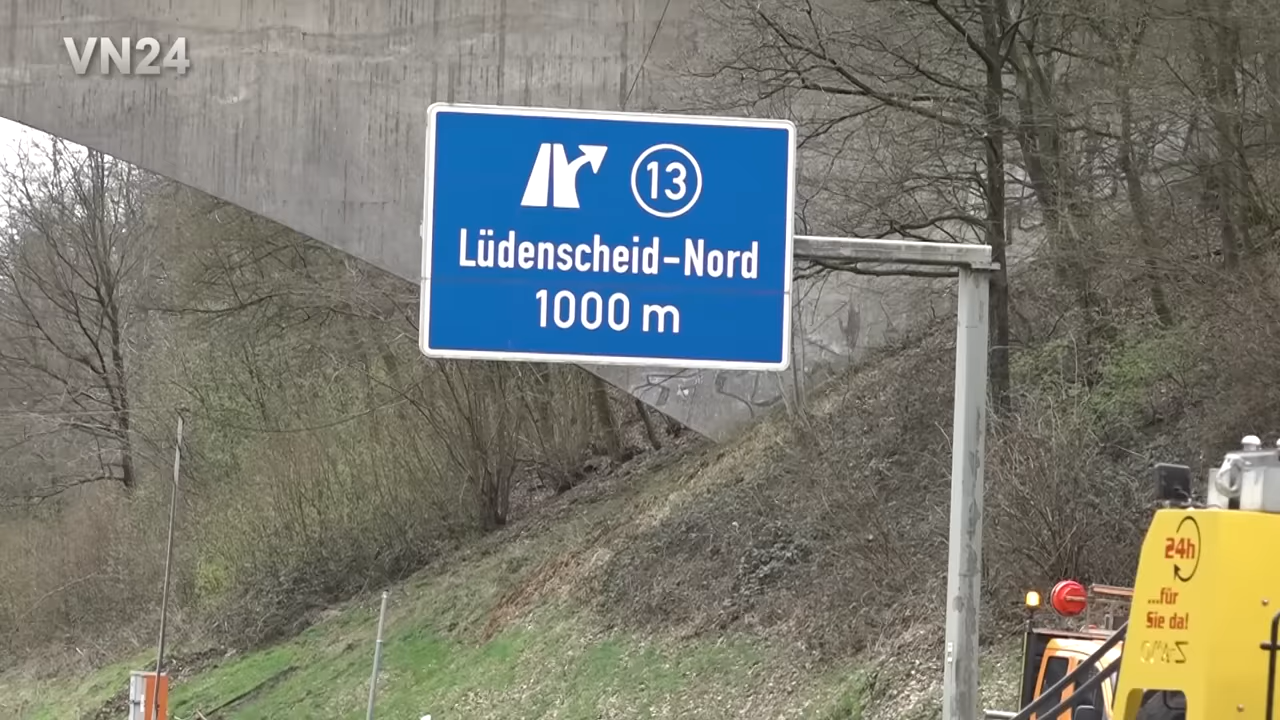 VN24
13
Lüdenscheid-Nord
1000 m
24h
...für
Sie da!